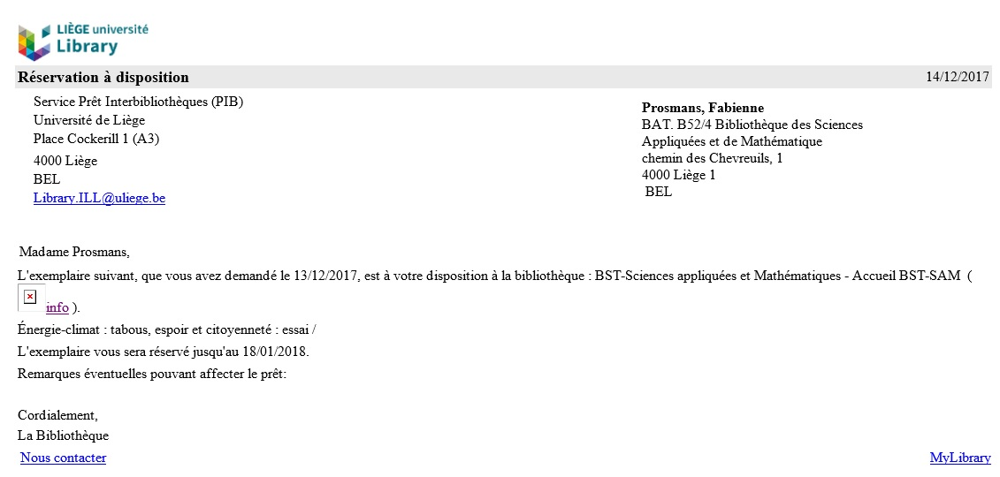 LIÈGE université
Library
Réservation à disposition 14/12/2017
Service Prêt Interbibliothèques (PIB)
Université de Liège
Place Cockerill 1 (A3)
4000 Liège
BEL
Library.ILL@uliege.be
Prosmans, Fabienne
BAT. B52/4 Bibliothèque des Sciences
Appliquées et de Mathématique
chemin des Chevreuils, 1
4000 Liège 1
BEL
Madame Prosmans,
L'exemplaire suivant, que vous avez demandé le 13/12/2017, est à votre disposition à la bibliothèque : BST-Sciences appliquées et Mathématiques - Accueil BST-SAM (
info ).
Énergie-climat : tabous, espoir et citoyenneté : essai /
L'exemplaire vous sera réservé jusqu'au 18/01/2018.
Remarques éventuelles pouvant affecter le prêt:
Cordialement,
La Bibliothèque
Nous contacter MyLibrary